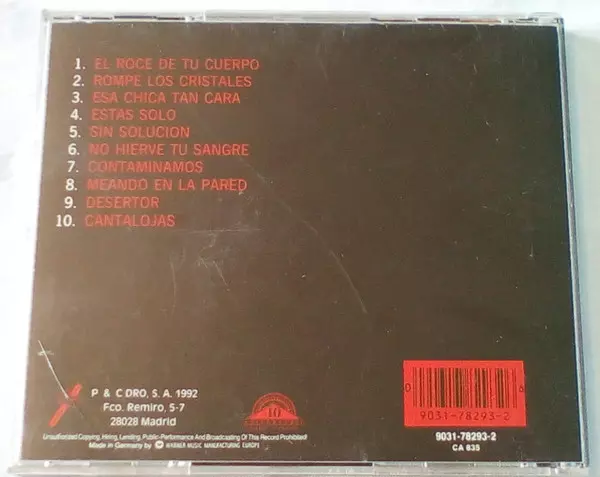 1. EL ROCE DE TU CUERPO
2. ROMPE LOS CRISTALES
3. ESA CHICA TAN CARA
4. ESTAS SOLO
5. SIN SOLUCION
6. NO HIERVE TU SANGRE
7. CONTAMINAMOS
8. MEANDO EN LA PARED
9. DESERTOR
10. CANTALOJAS
P & C DRO, S. A. 1992
Fco. Remiro, 5-7
28028 Madrid
10
Unauthorized Copying, Hiring, Lending, Public-Performance And Broadcasting Of This Record Prohibited!
Made in Germany by WARNER MUSIC MANUFACTURING EUROPE
9031-78293-2
9031-78293-2
CA 835